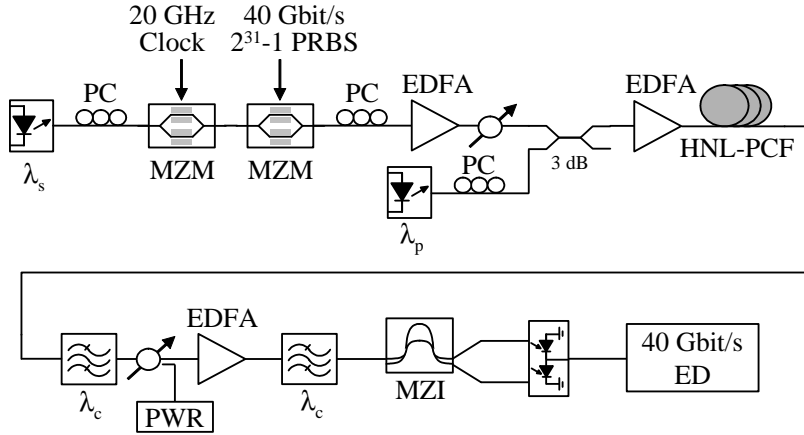 20 GHz
Clock
40 Gbit/s
2³¹-1 PRBS
PC
MZM
MZM
PC
EDFA
EDFA
HNL-PCF
λs
PC
3 dB
λp
EDFA
λc
PWR
λc
MZI
40 Gbit/s
ED